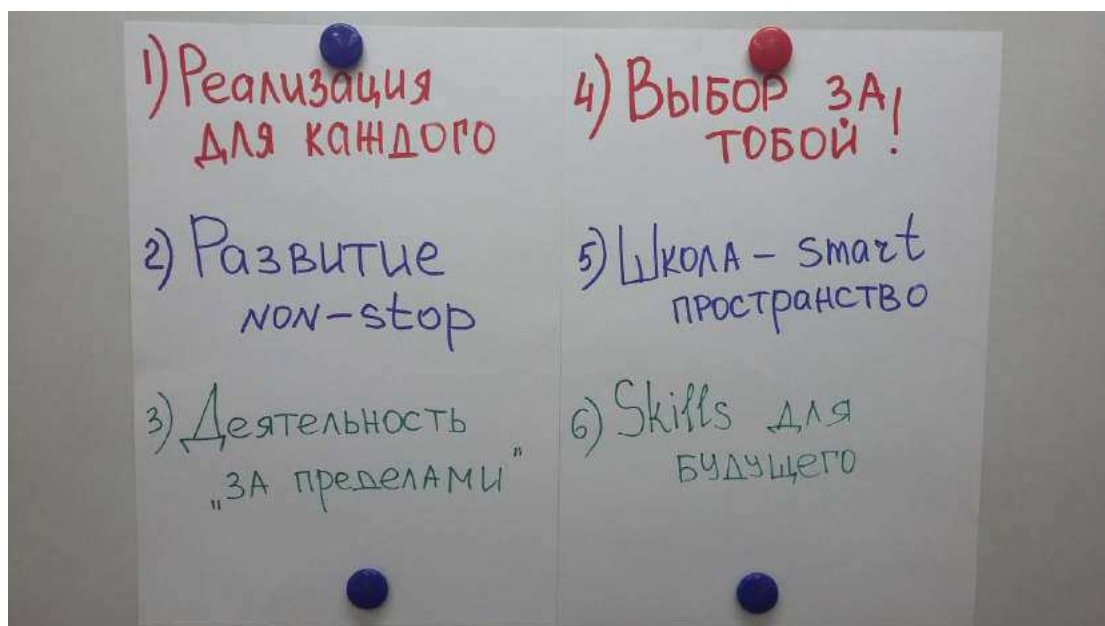 1) Реализация
для каждого
2) Развитие
non-stop
3) Деятельность
„за пределами"
4) Выбор за
тобой!
5) Школа - smart
пространство
6) Skills для
будущего